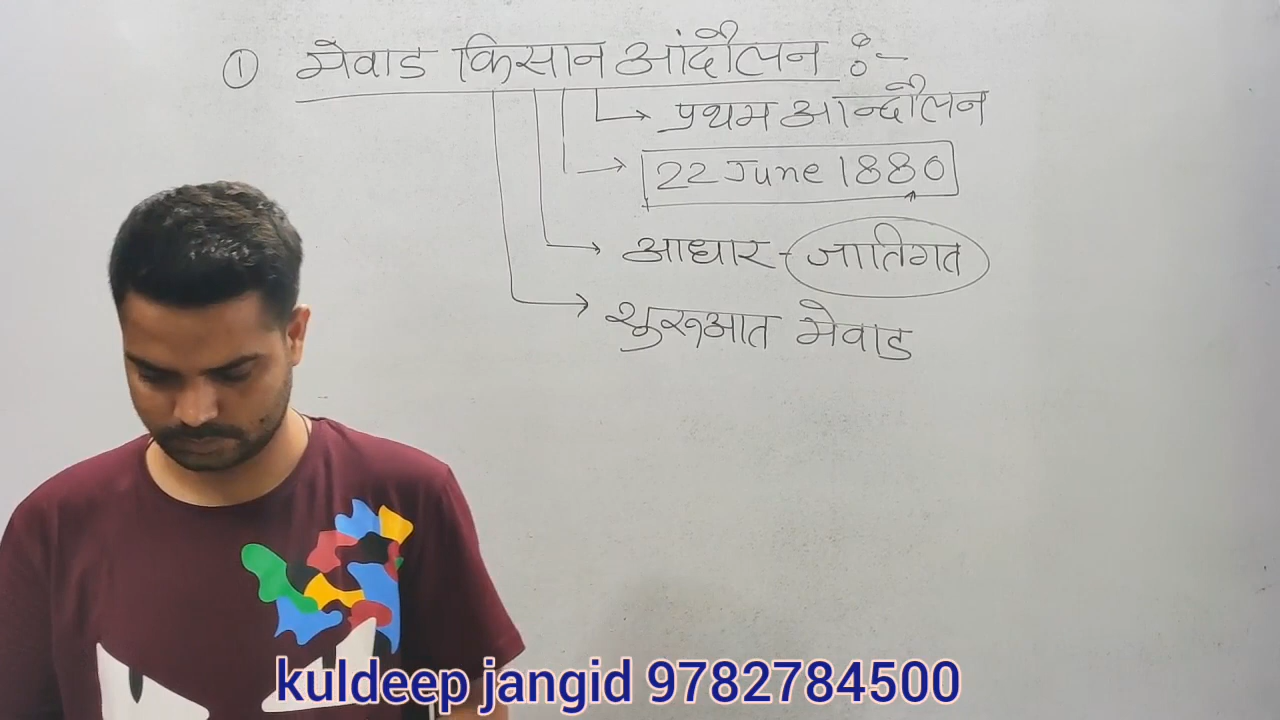 ① मेवाड किसान आंदोलन :-
प्रथम आन्दोलन
22 June 1880
आधार - जातिगत
शुरूआत मेवाड
kuldeep jangid 9782784500